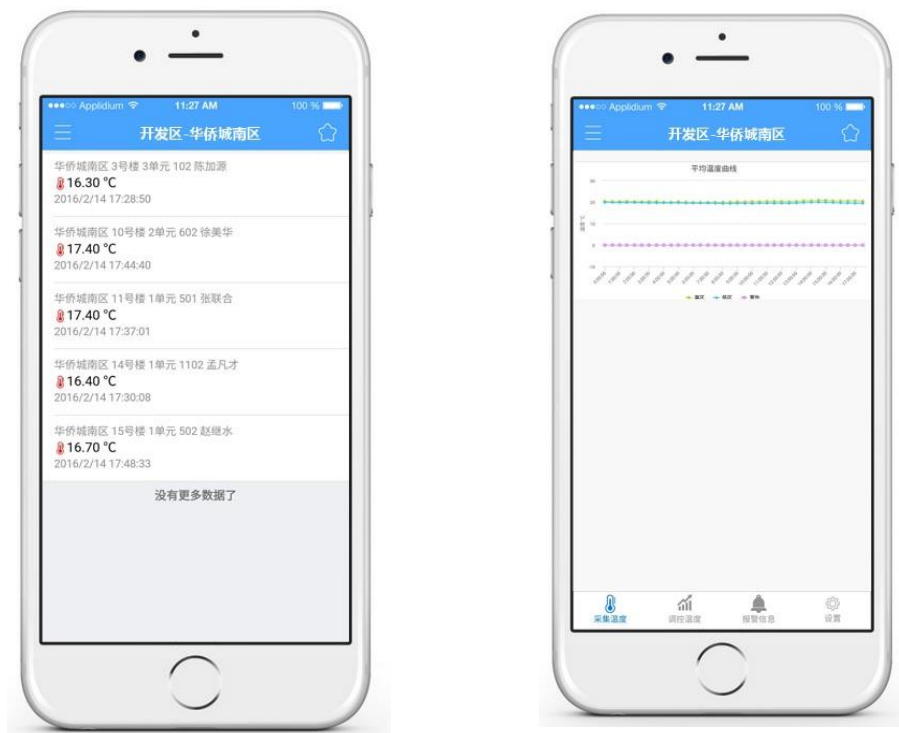 Applidium 11:27 AM 100 %
开发区-华侨城南区
华侨城南区 3号楼 3单元 102 陈加源
16.30 °C
2016/2/14 17:28:50
华侨城南区 10号楼 2单元 602 徐美华
17.40 °C
2016/2/14 17:44:40
华侨城南区 11号楼 1单元 501 张联合
17.40 °C
2016/2/14 17:37:01
华侨城南区 14号楼 1单元 1102 孟凡才
16.40 °C
2016/2/14 17:30:08
华侨城南区 15号楼 1单元 502 赵继水
16.70 °C
2016/2/14 17:48:33
没有更多数据了
Applidium 11:27 AM 100 %
开发区-华侨城南区
平均温度曲线
30
20
10
0
-10
采集温度 调控温度 报警信息 设置